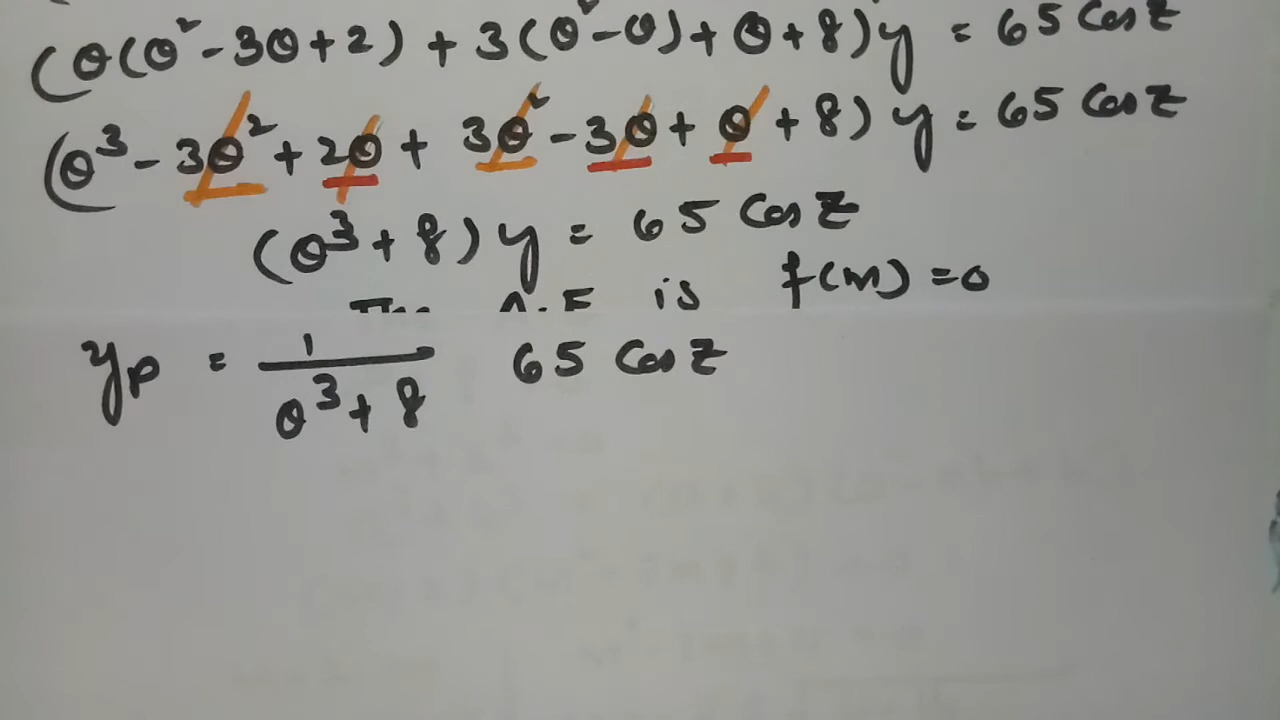 (θ(θ²-3θ+2) + 3(θ²-θ) + θ+8)y = 65 Cos z
(θ³ - 3θ² + 2θ + 3θ² - 3θ + θ + 8) y = 65 Cos z
(θ³ + 8) y = 65 Cos z
The A.E is f(m) = 0
yp = 1/(θ³ + 8) 65 Cos z